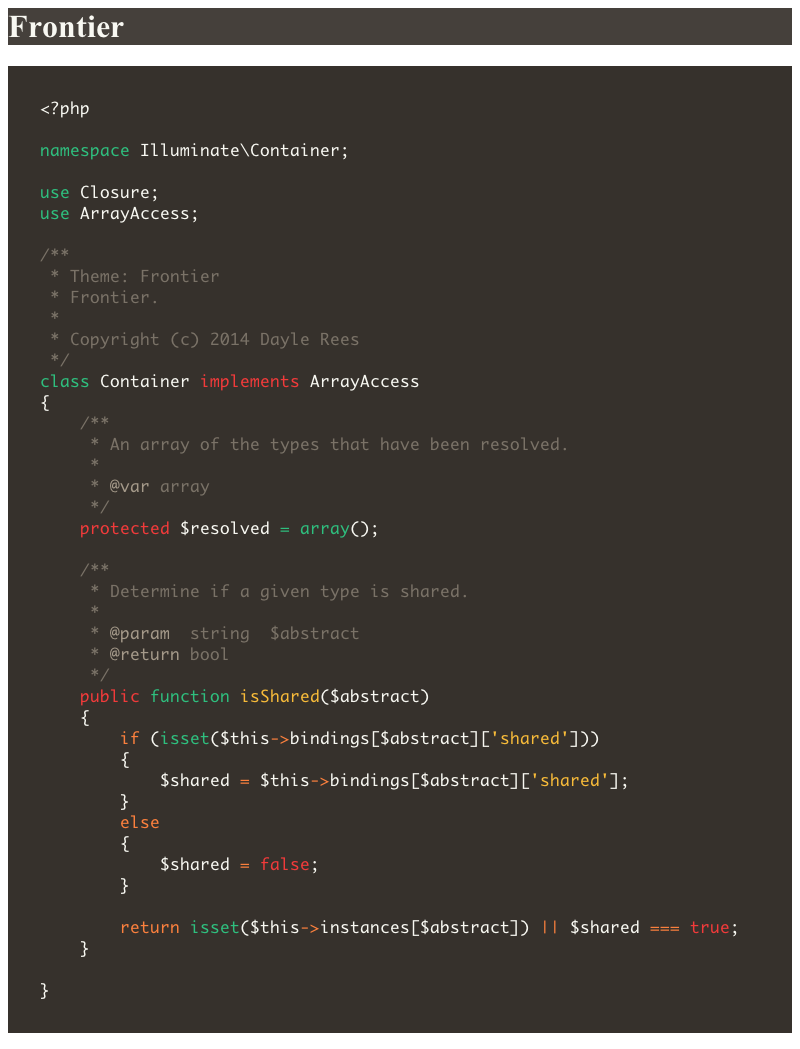 Frontier
<?php
namespace Illuminate\Container;
use Closure;
use ArrayAccess;
/**
 * Theme: Frontier
 * Frontier.
 *
 * Copyright (c) 2014 Dayle Rees
 */
class Container implements ArrayAccess
{
    /**
     * An array of the types that have been resolved.
     *
     * @var array
     */
    protected $resolved = array();
    /**
     * Determine if a given type is shared.
     *
     * @param  string  $abstract
     * @return bool
     */
    public function isShared($abstract)
    {
        if (isset($this->bindings[$abstract]['shared']))
        {
            $shared = $this->bindings[$abstract]['shared'];
        }
        else
        {
            $shared = false;
        }
        return isset($this->instances[$abstract]) || $shared === true;
    }
}